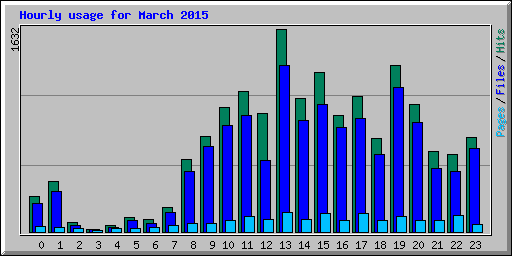 Hourly usage for March 2015
1632
Pages / Files / Hits
0 1 2 3 4 5 6 7 8 9 10 11 12 13 14 15 16 17 18 19 20 21 22 23